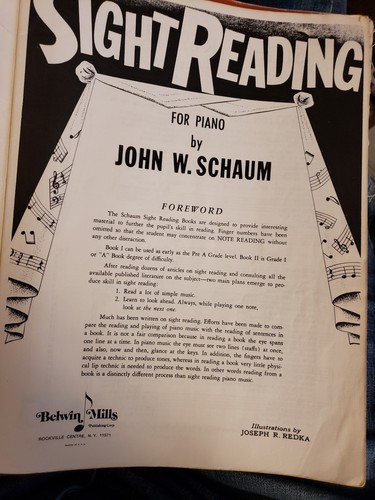 SIGHT READING
FOR PIANO
by
JOHN W. SCHAUM
FOREWORD
The Schaum Sight Reading Books are designed to provide interesting
material to further the pupil's skill in reading. Finger numbers have been
omitted so that the student may concentrate on NOTE READING without
any other distraction.
Book I can be used as early as the Pre A Grade level. Book II is Grade I
or "A" Book degree of difficulty.
After reading dozens of articles on sight reading and consulting all the
available published literature on the subject—two main plans emerge to pro-
duce skill in sight reading:
1. Read a lot of simple music.
2. Learn to look ahead. Always, while playing one note,
look at the next one.
Much has been written on sight reading. Efforts have been made to com-
pare the reading and playing of piano music with the reading of sentences in
a book. It is not a fair comparison because in reading a book the eye spans
one line at a time. In piano music the eye must see two lines (staffs) at once,
and also, now and then, glance at the keys. In addition, the fingers have to
acquire a technic to produce tones, whereas in reading a book very little physi-
cal lip technic is needed to produce the words. In other words reading from a
book is a distinctly different process than sight reading piano music.
Belwin Mills
Publishing Corp.
ROCKVILLE CENTRE, N. Y. 11571
Illustrations by
JOSEPH R. REDKA